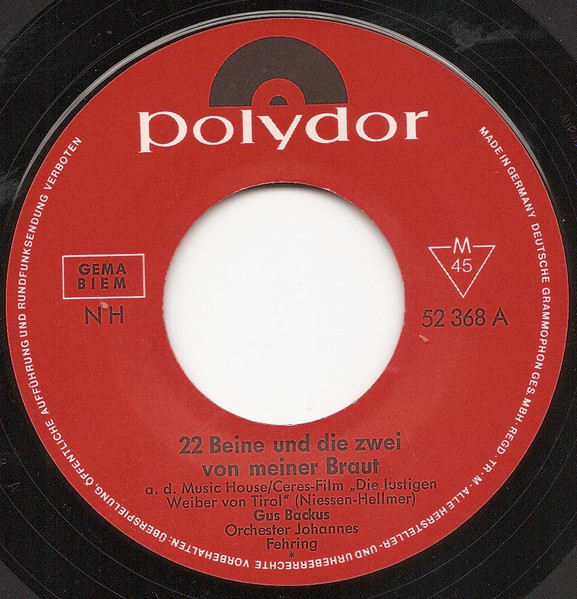 polydor
GEMA
BIEM
NH
M
45
52 368 A
22 Beine und die zwei
von meiner Braut
a. d. Music House/Ceres-Film „Die lustigen
Weiber von Tirol“ (Niessen-Hellmer)
Gus Backus
Orchester Johannes
Fehring
*
MADE IN GERMANY DEUTSCHE GRAMMOPHON GES. MBH · REGD · TR · M · ALLE HERSTELLER- UND URHEBERRECHTE VORBEHALTEN: ÜBERSPIELUNG ÖFFENTLICHE AUFFÜHRUNG UND RUNDFUNKSENDUNG VERBOTEN